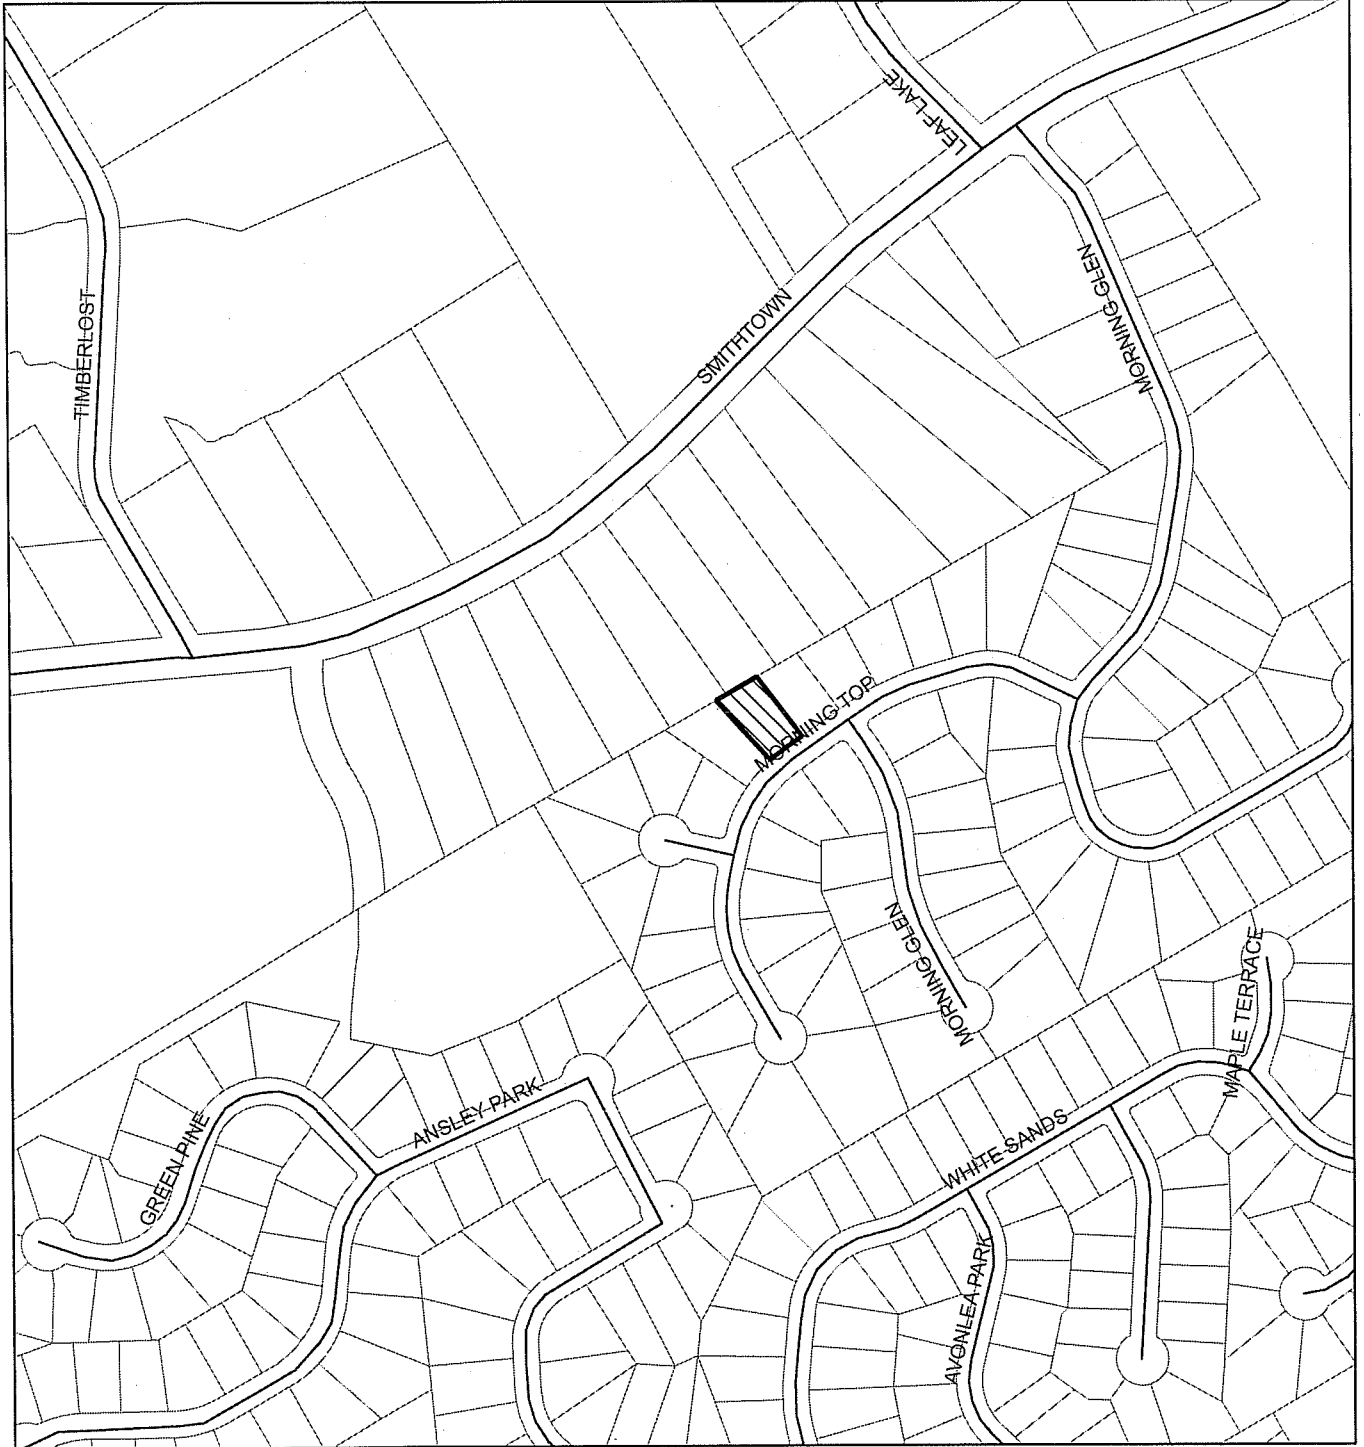 LEAF LAKE
SMITHTOWN
MORNING GLEN
TIMBERLOST
MORNING TOP
MORNING GLEN
MAPLE TERRACE
ANSLEY PARK
GREEN PINE
WHITE SANDS
AVONLEA PARK